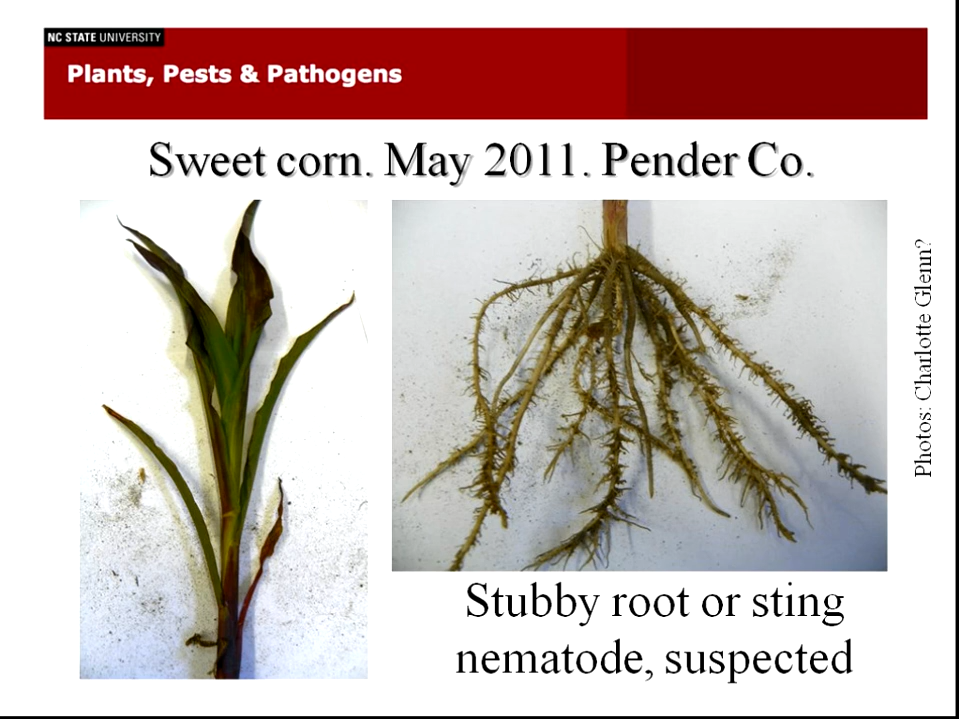 NC STATE UNIVERSITY
Plants, Pests & Pathogens
Sweet corn. May 2011. Pender Co.
Photos: Charlotte Glenn?
Stubby root or sting
nematode, suspected